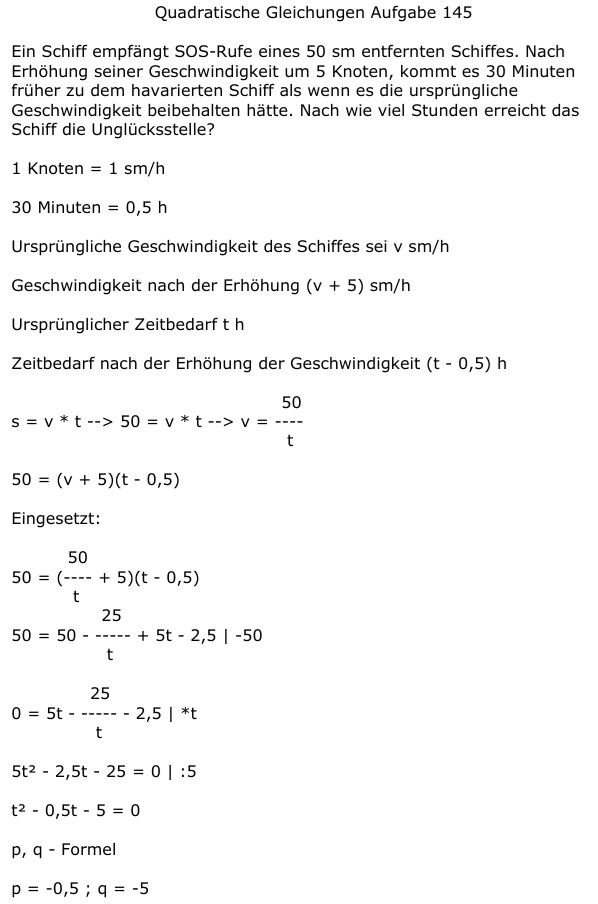 Quadratische Gleichungen Aufgabe 145
Ein Schiff empfängt SOS-Rufe eines 50 sm entfernten Schiffes. Nach
Erhöhung seiner Geschwindigkeit um 5 Knoten, kommt es 30 Minuten
früher zu dem havarierten Schiff als wenn es die ursprüngliche
Geschwindigkeit beibehalten hätte. Nach wie viel Stunden erreicht das
Schiff die Unglücksstelle?
1 Knoten = 1 sm/h
30 Minuten = 0,5 h
Ursprüngliche Geschwindigkeit des Schiffes sei v sm/h
Geschwindigkeit nach der Erhöhung (v + 5) sm/h
Ursprünglicher Zeitbedarf t h
Zeitbedarf nach der Erhöhung der Geschwindigkeit (t - 0,5) h
50
s = v * t --> 50 = v * t --> v = ----
t
50 = (v + 5)(t - 0,5)
Eingesetzt:
50
50 = (---- + 5)(t - 0,5)
t
25
50 = 50 - ----- + 5t - 2,5 | -50
t
25
0 = 5t - ----- - 2,5 | *t
t
5t² - 2,5t - 25 = 0 | :5
t² - 0,5t - 5 = 0
p, q - Formel
p = -0,5 ; q = -5